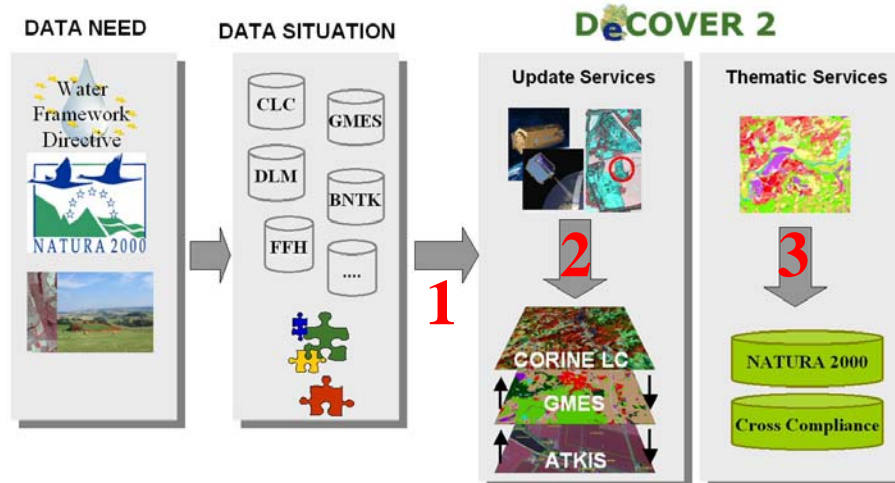 DATA NEED
Water
Framework
Directive
NATURA 2000
DATA SITUATION
CLC
GMES
DLM
BNTK
FFH
....
1
DeCOVER 2
Update Services
2
CORINE LC
GMES
ATKIS
Thematic Services
3
NATURA 2000
Cross Compliance